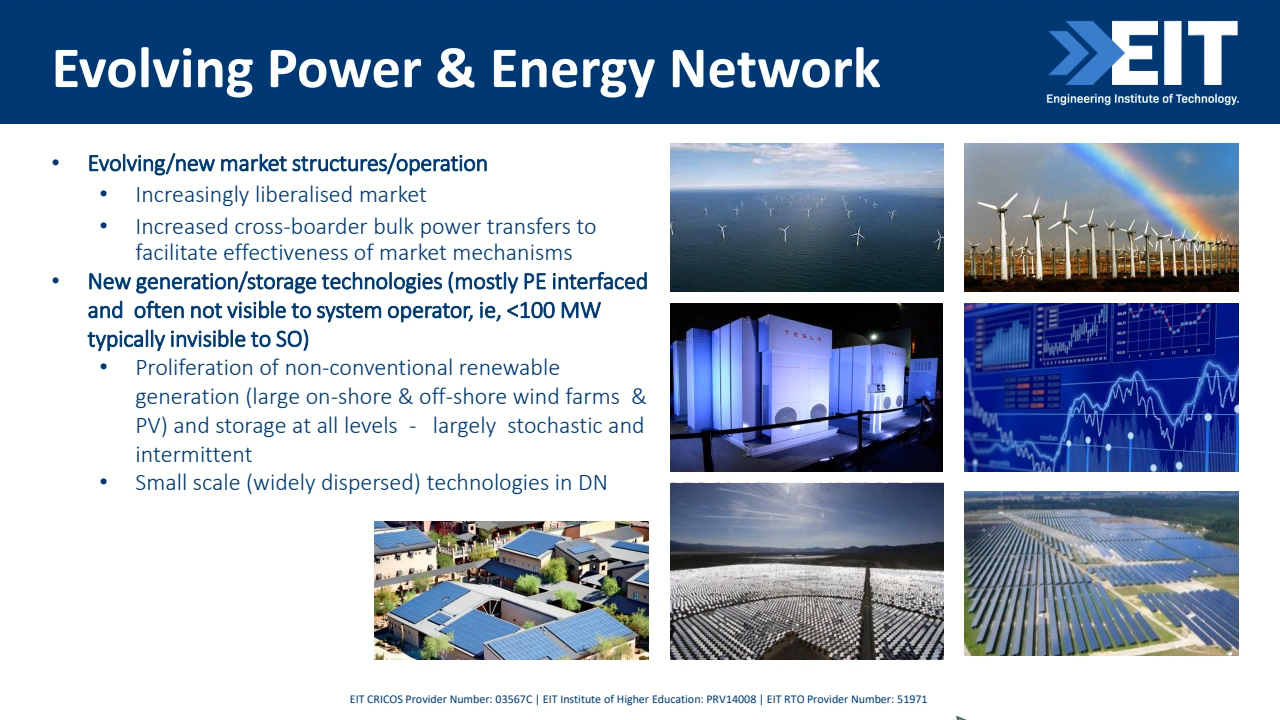 Evolving Power & Energy Network
EIT
Engineering Institute of Technology.
• Evolving/new market structures/operation
• Increasingly liberalised market
• Increased cross-boarder bulk power transfers to
facilitate effectiveness of market mechanisms
• New generation/storage technologies (mostly PE interfaced
and often not visible to system operator, ie, <100 MW
typically invisible to SO)
• Proliferation of non-conventional renewable
generation (large on-shore & off-shore wind farms &
PV) and storage at all levels - largely stochastic and
intermittent
• Small scale (widely dispersed) technologies in DN
TESLA
median
EIT CRICOS Provider Number: 03567C | EIT Institute of Higher Education: PRV14008 | EIT RTO Provider Number: 51971